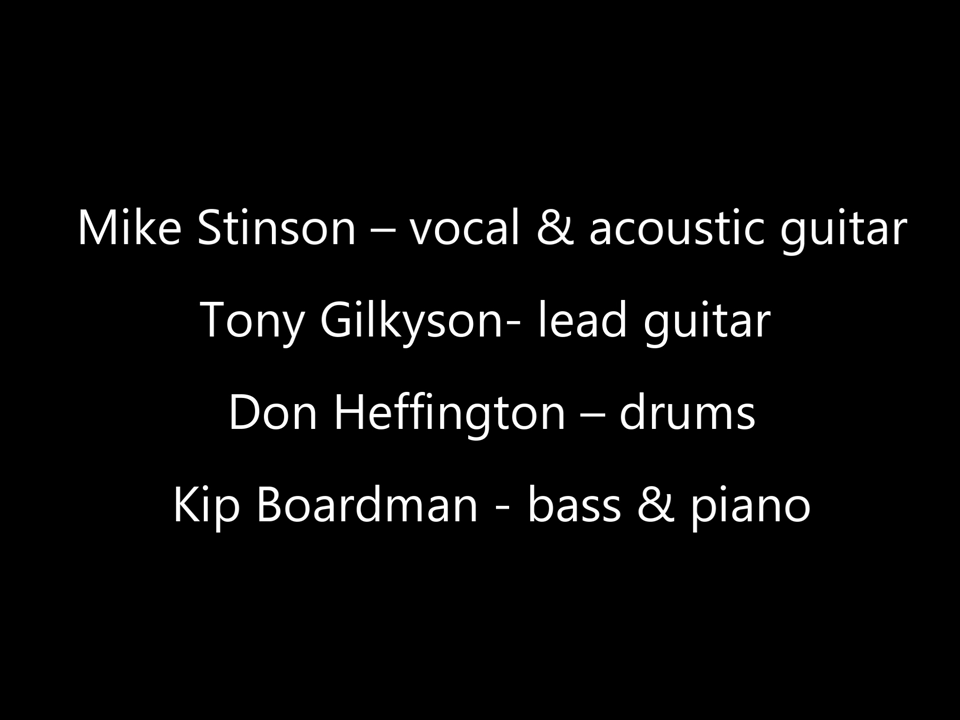 Mike Stinson – vocal & acoustic guitar
Tony Gilkyson- lead guitar
Don Heffington – drums
Kip Boardman - bass & piano